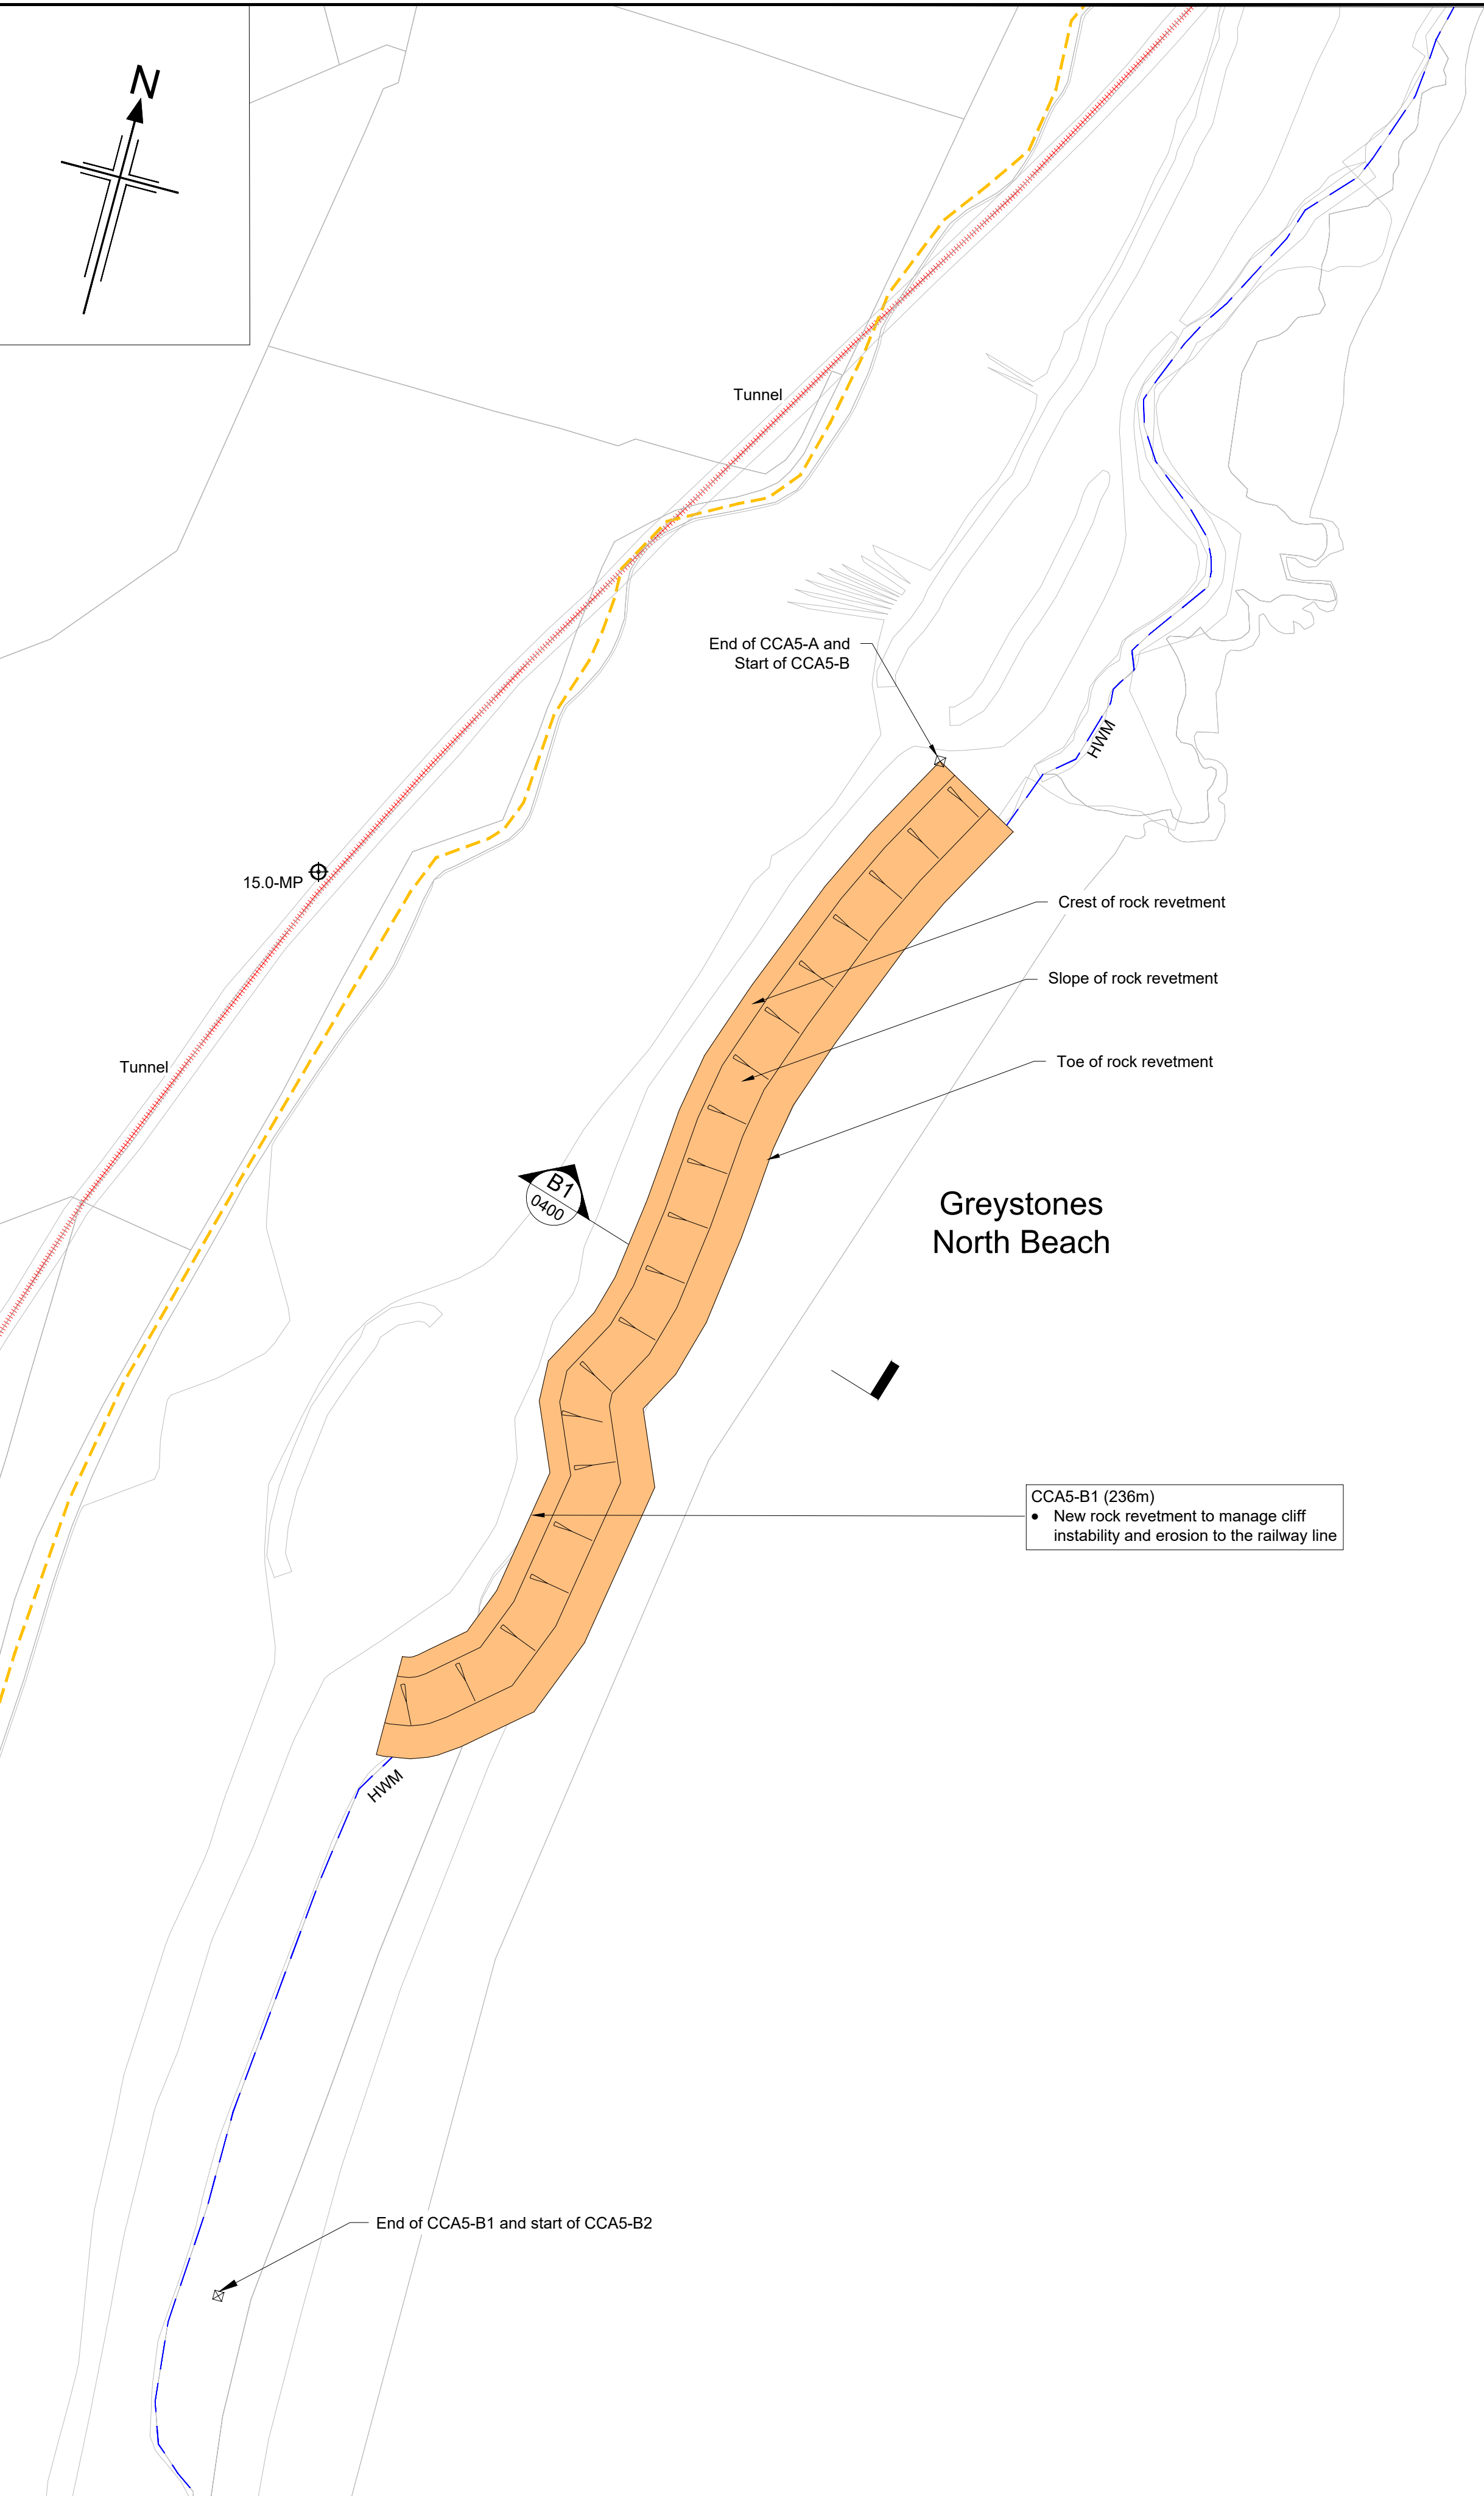 N
Tunnel
End of CCA5-A and
Start of CCA5-B
HWM
15.0-MP
Crest of rock revetment
Slope of rock revetment
Tunnel
Toe of rock revetment
B1
0400
Greystones
North Beach
CCA5-B1 (236m)
● New rock revetment to manage cliff
instability and erosion to the railway line
HWM
End of CCA5-B1 and start of CCA5-B2